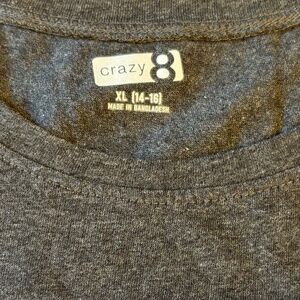 crazy 8
XL (14-16)
MADE IN BANGLADESH